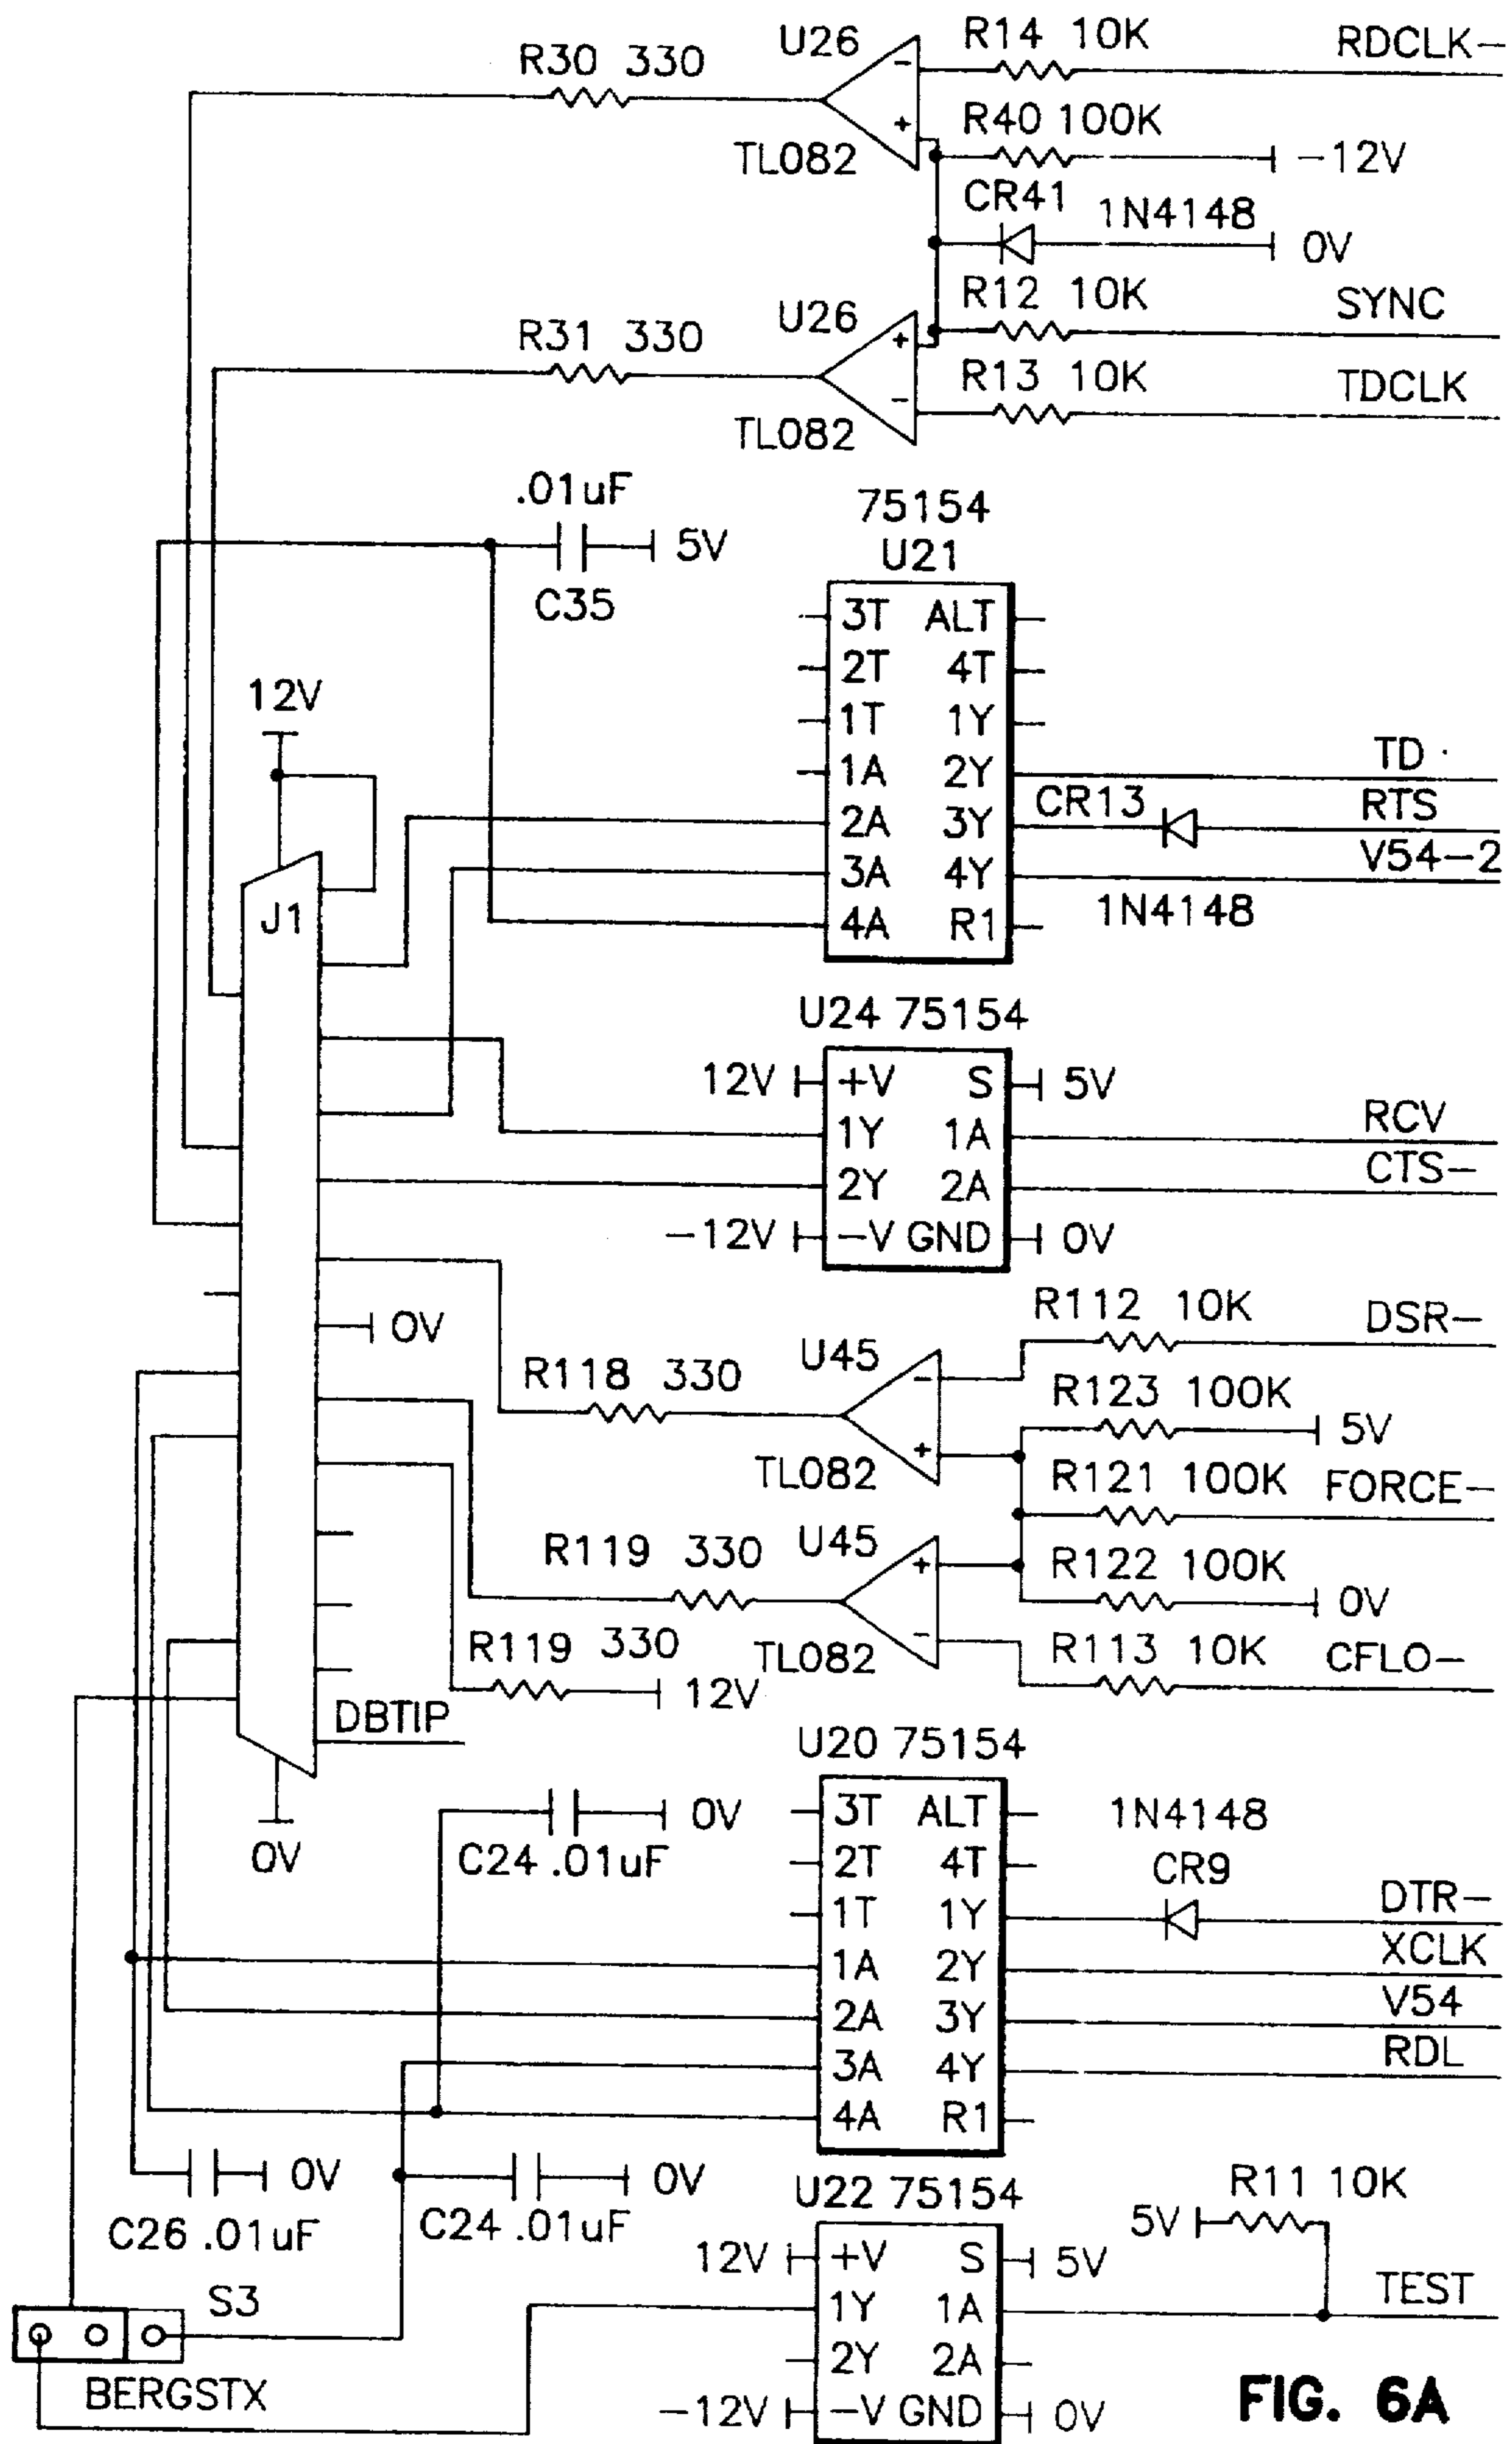 R30 330
U26
R14 10K
RDCLK-
-
+
R40 100K
TL082
-12V
CR41
1N4148
0V
R31 330
U26
R12 10K
SYNC
+
-
R13 10K
TDCLK
TL082
.01uF
5V
C35
75154
U21
3T ALT
2T 4T
1T 1Y
1A 2Y
2A 3Y
3A 4Y
4A R1
TD
CR13
RTS
V54-2
1N4148
12V
J1
U24 75154
12V
+V S
5V
1Y 1A
RCV
2Y 2A
CTS-
-12V
-V GND
0V
0V
R112 10K
DSR-
U45
R118 330
-
+
R123 100K
5V
TL082
R121 100K
FORCE-
R119 330
U45
+
-
R122 100K
0V
R119 330
TL082
R113 10K
CFLO-
12V
DBTIP
0V
U20 75154
0V
C24 .01uF
3T ALT
2T 4T
1T 1Y
1A 2Y
2A 3Y
3A 4Y
4A R1
1N4148
CR9
DTR-
XCLK
V54
RDL
0V
C26 .01uF
0V
C24 .01uF
U22 75154
R11 10K
5V
12V
+V S
5V
1Y 1A
TEST
2Y 2A
-12V
-V GND
0V
S3
BERGSTX
FIG. 6A